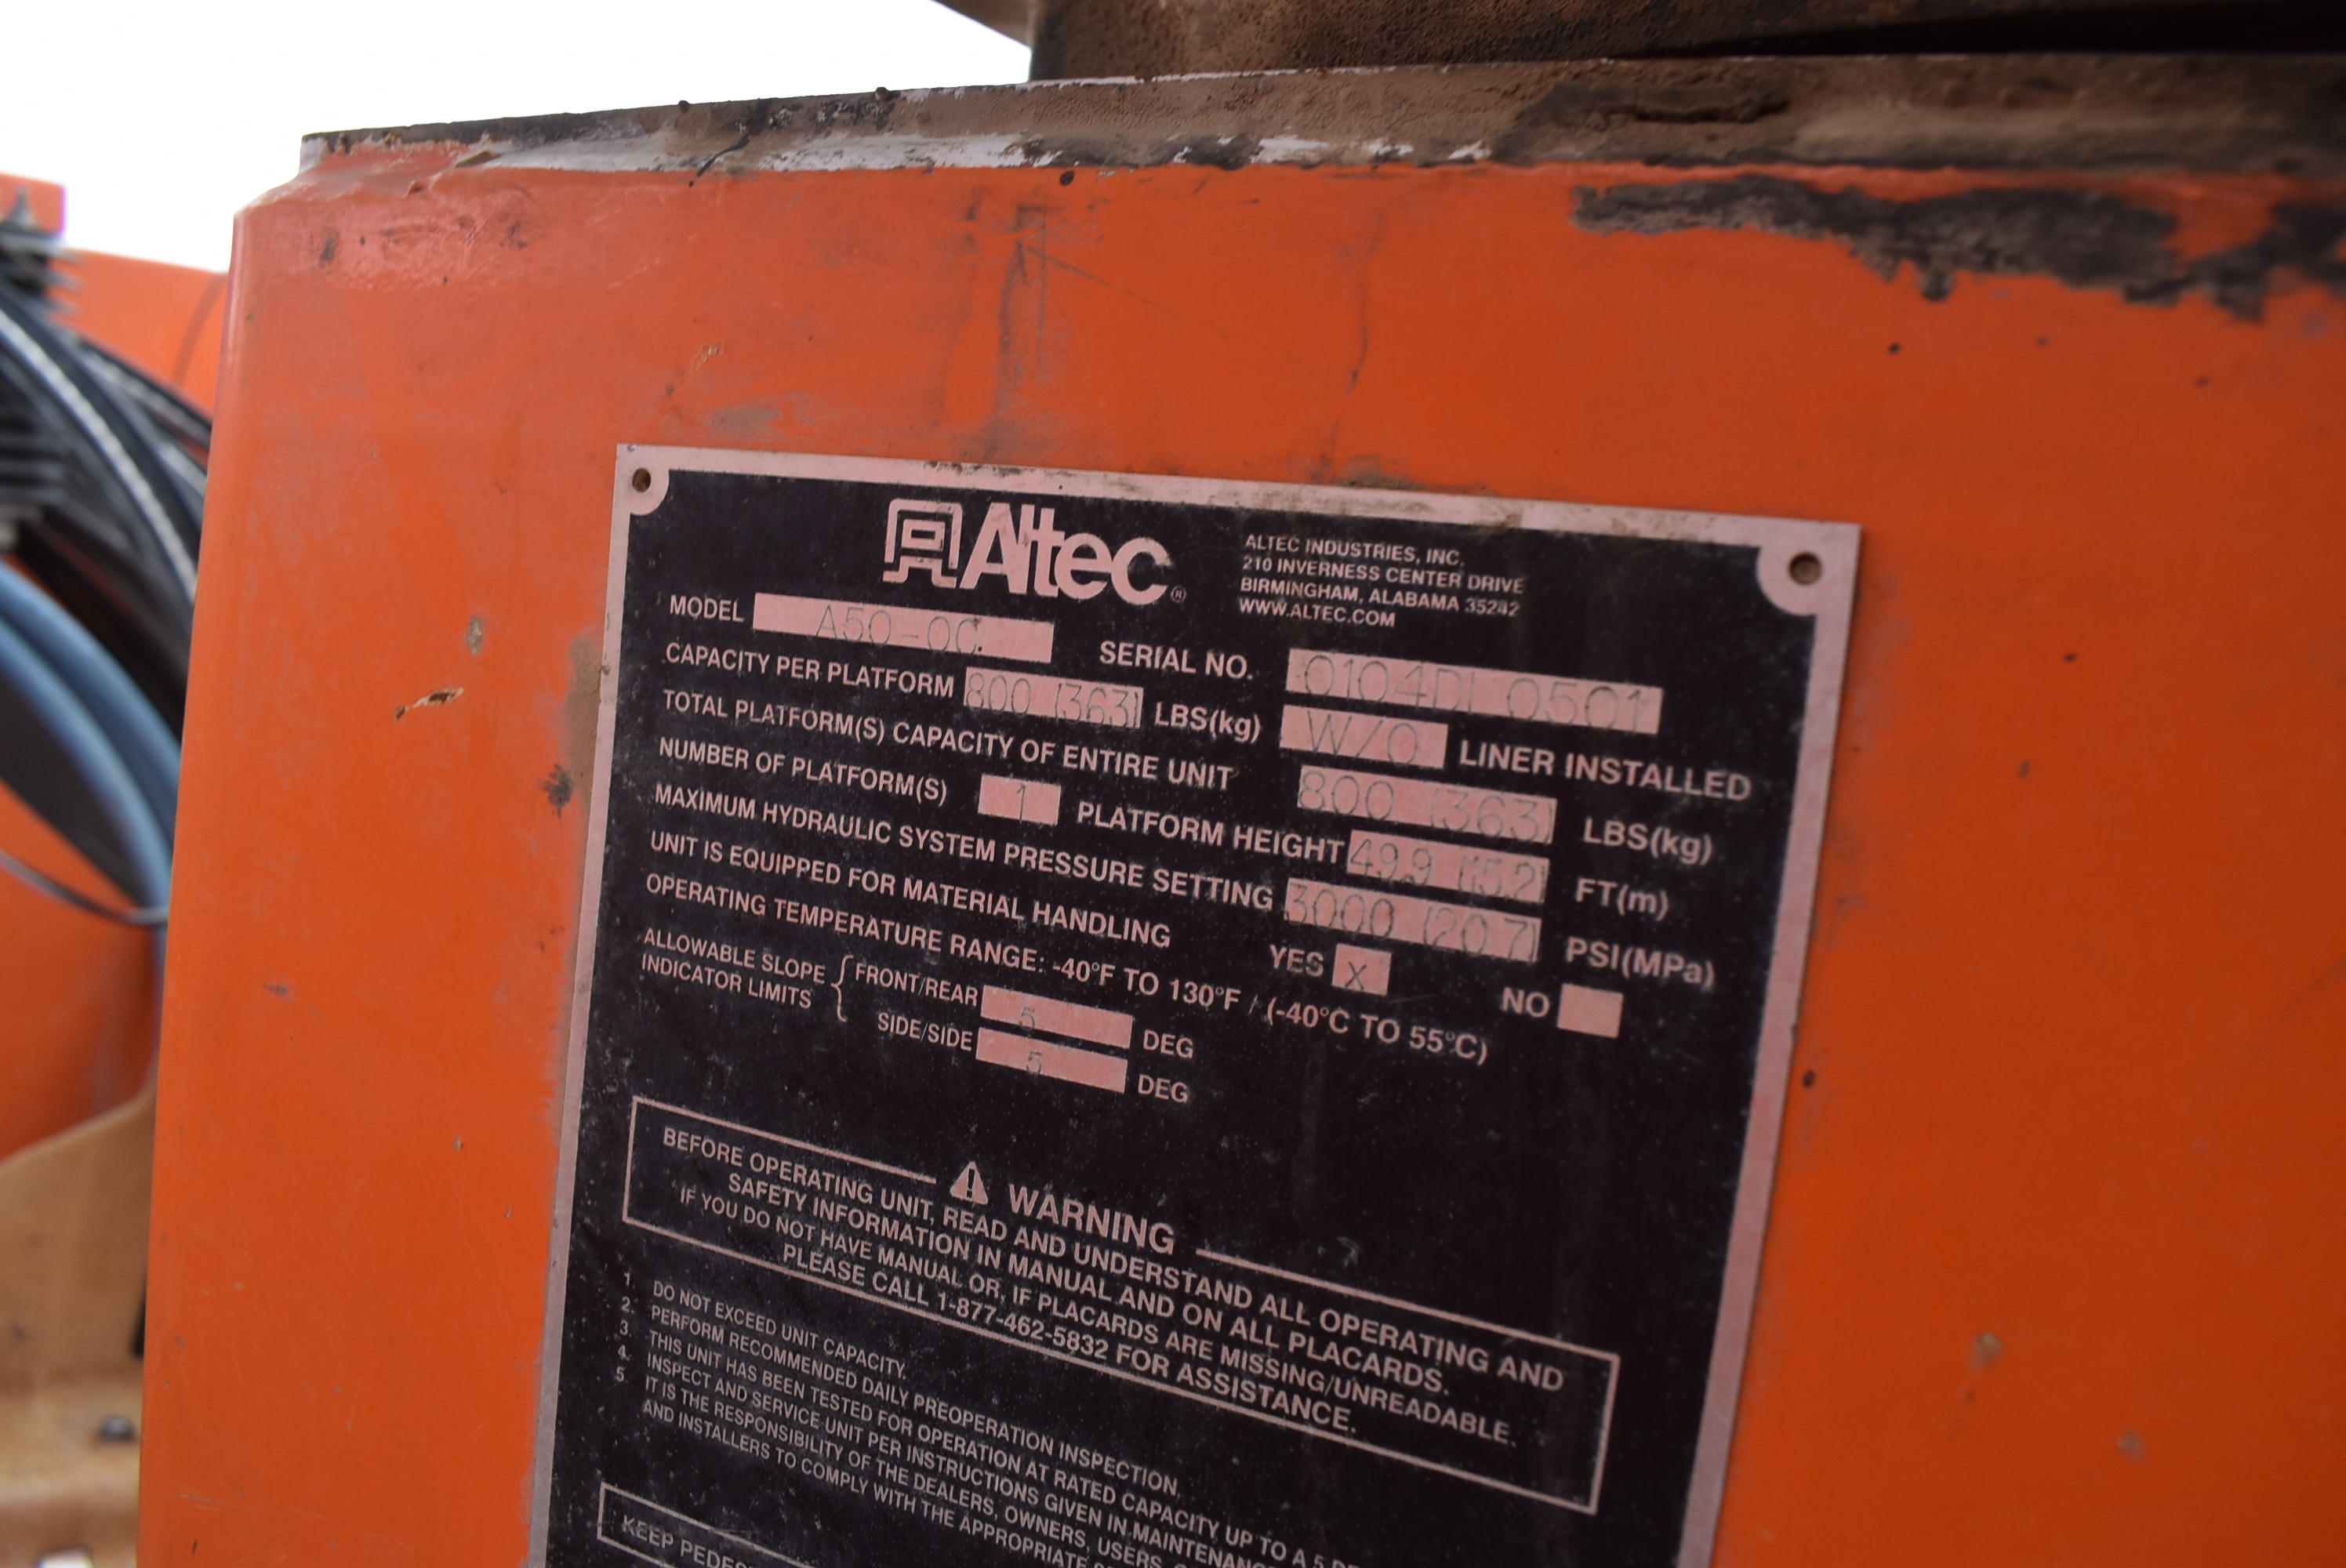 Altec®
ALTEC INDUSTRIES, INC.
210 INVERNESS CENTER DRIVE
BIRMINGHAM, ALABAMA 35242
WWW.ALTEC.COM
MODEL A50-OC SERIAL NO. 0104DL0501
CAPACITY PER PLATFORM 800 (363) LBS(kg) W/O LINER INSTALLED
TOTAL PLATFORM(S) CAPACITY OF ENTIRE UNIT 800 (363) LBS(kg)
NUMBER OF PLATFORM(S) 1 PLATFORM HEIGHT 49.9 (15.2) FT(m)
MAXIMUM HYDRAULIC SYSTEM PRESSURE SETTING 3000 (20.7) PSI(MPa)
UNIT IS EQUIPPED FOR MATERIAL HANDLING YES X NO
OPERATING TEMPERATURE RANGE: -40°F TO 130°F / (-40°C TO 55°C)
ALLOWABLE SLOPE INDICATOR LIMITS { FRONT/REAR 5 DEG
SIDE/SIDE 5 DEG
WARNING
BEFORE OPERATING UNIT, READ AND UNDERSTAND ALL OPERATING AND
SAFETY INFORMATION IN MANUAL AND ON ALL PLACARDS.
IF YOU DO NOT HAVE MANUAL OR, IF PLACARDS ARE MISSING/UNREADABLE.
PLEASE CALL 1-877-462-5832 FOR ASSISTANCE.
1. DO NOT EXCEED UNIT CAPACITY.
2. PERFORM RECOMMENDED DAILY PREOPERATION INSPECTION.
3. THIS UNIT HAS BEEN TESTED FOR OPERATION AT RATED CAPACITY UP TO A 5
4. INSPECT AND SERVICE UNIT PER INSTRUCTIONS GIVEN IN
5 IT IS THE RESPONSIBILITY OF THE DEALERS, OWNERS, USERS,
AND INSTALLERS TO COMPLY WITH THE APPROPRIATE
KEEP